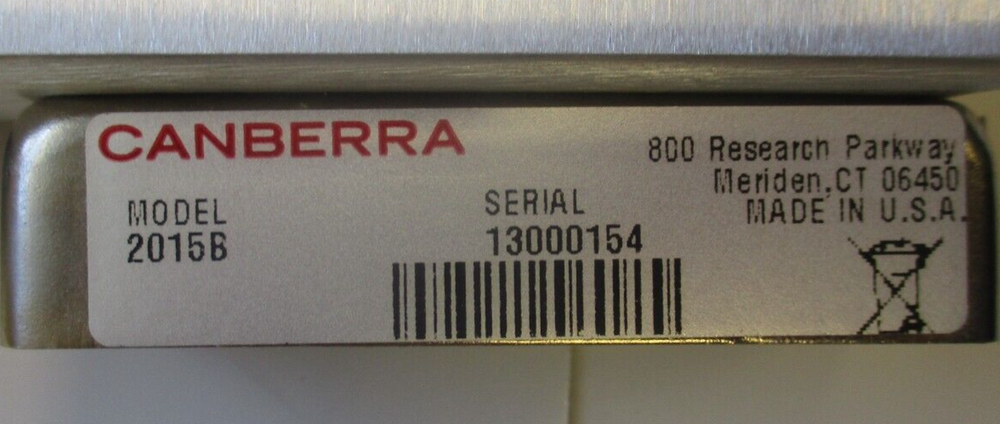 CANBERRA
800 Research Parkway
Meriden, CT 06450
MADE IN U.S.A.
MODEL
2015B
SERIAL
13000154